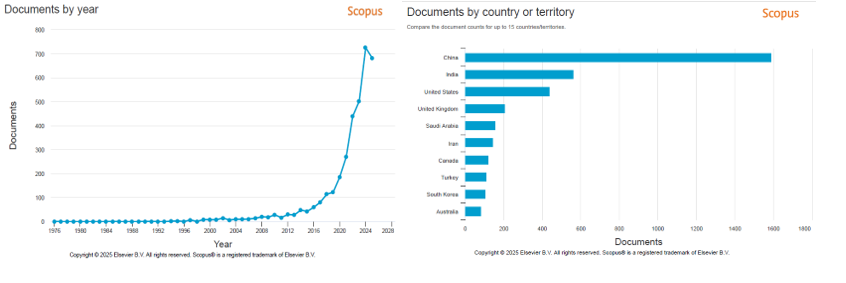 Documents by year
Scopus
800
700
600
500
400
300
200
100
0
Documents
1976 1980 1984 1988 1992 1996 2000 2004 2008 2012 2016 2020 2024 2028
Year
Copyright © 2025 Elsevier B.V. All rights reserved. Scopus® is a registered trademark of Elsevier B.V.
Documents by country or territory
Scopus
Compare the document counts for up to 15 countries/territories.
China
India
United States
United Kingdom
Saudi Arabia
Iran
Canada
Turkey
South Korea
Australia
0 200 400 600 800 1000 1200 1400 1600 1800
Documents
Copyright © 2025 Elsevier B.V. All rights reserved. Scopus® is a registered trademark of Elsevier B.V.